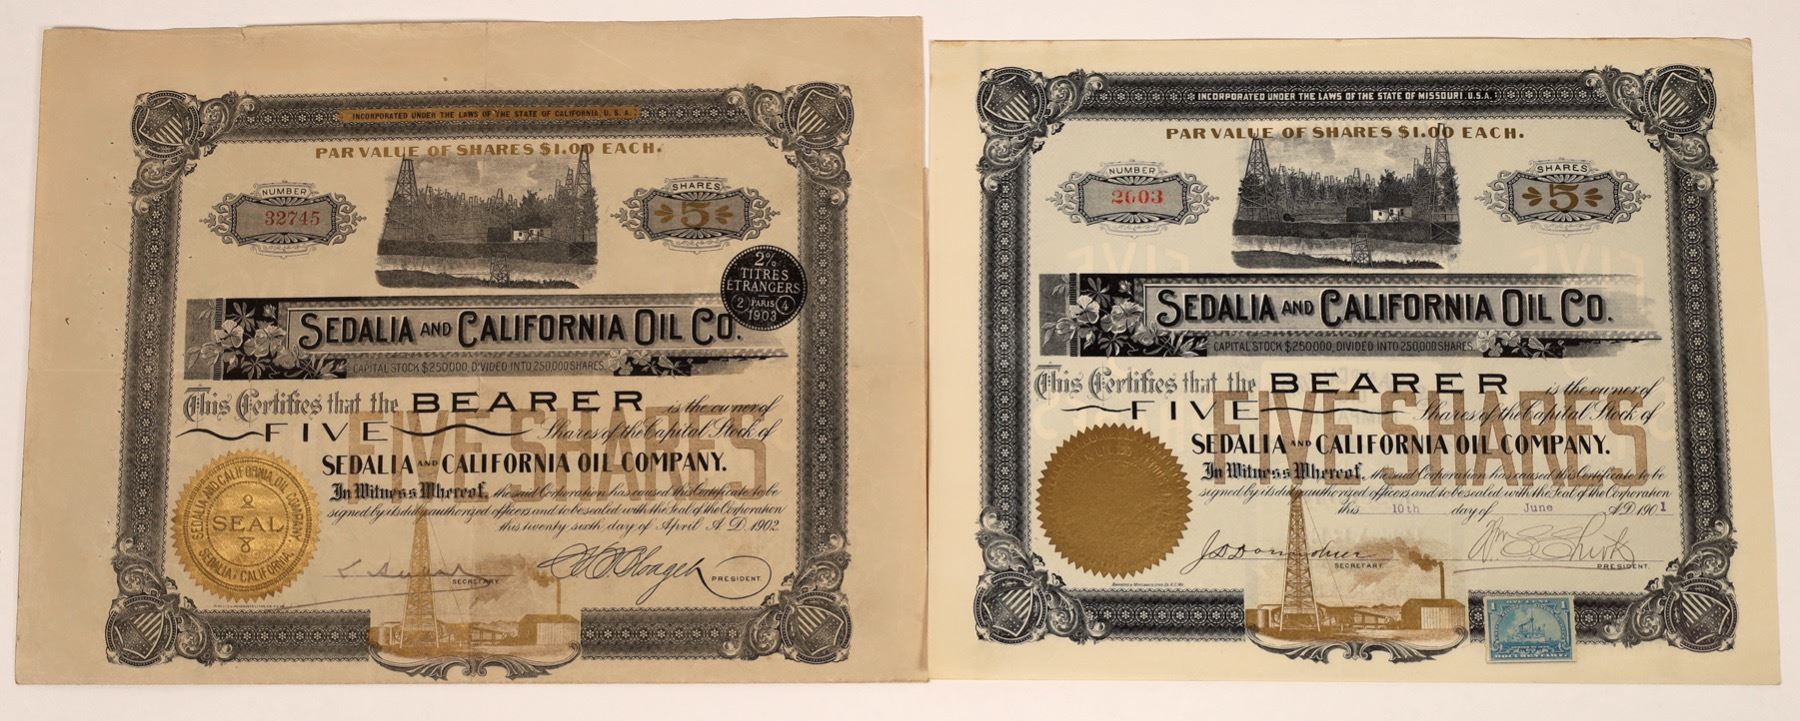 INCORPORATED UNDER THE LAWS OF THE STATE OF CALIFORNIA, U. S. A.
PAR VALUE OF SHARES $1.00 EACH.
NUMBER
32745
SHARES
5
2%
TITRES
ETRANGERS
2 PARIS 4
1903
SEDALIA AND CALIFORNIA OIL CO.
CAPITAL STOCK $250,000, DIVIDED INTO 250,000 SHARES.
This Certifies that the BEARER is the owner of
FIVE Shares of the Capital Stock of
FIVE SHARES
SEDALIA AND CALIFORNIA OIL COMPANY.
In Witness Whereof, the said Corporation has caused this Certificate to be
signed by its duly authorized officers and to be sealed with the Seal of the Corporation
this twenty sixth day of April A. D. 1902.
SEDALIA AND CALIFORNIA OIL COMPANY
SEAL
SEDALIA, CALIFORNIA.
SECRETARY
PRESIDENT.
INCORPORATED UNDER THE LAWS OF THE STATE OF MISSOURI, U.S.A.
PAR VALUE OF SHARES $1.00 EACH.
NUMBER
2603
SHARES
5
SEDALIA AND CALIFORNIA OIL CO.
CAPITAL STOCK $250,000, DIVIDED INTO 250,000 SHARES.
This Certifies that the BEARER is the owner of
FIVE Shares of the Capital Stock of
FIVE SHARES
SEDALIA AND CALIFORNIA OIL COMPANY.
In Witness Whereof, the said Corporation has caused this Certificate to be
signed by its duly authorized officers and to be sealed with the Seal of the Corporation
this 10th day of June A.D. 1901
SECRETARY
PRESIDENT.
ONE CENT
1 1
DOCUMENTARY